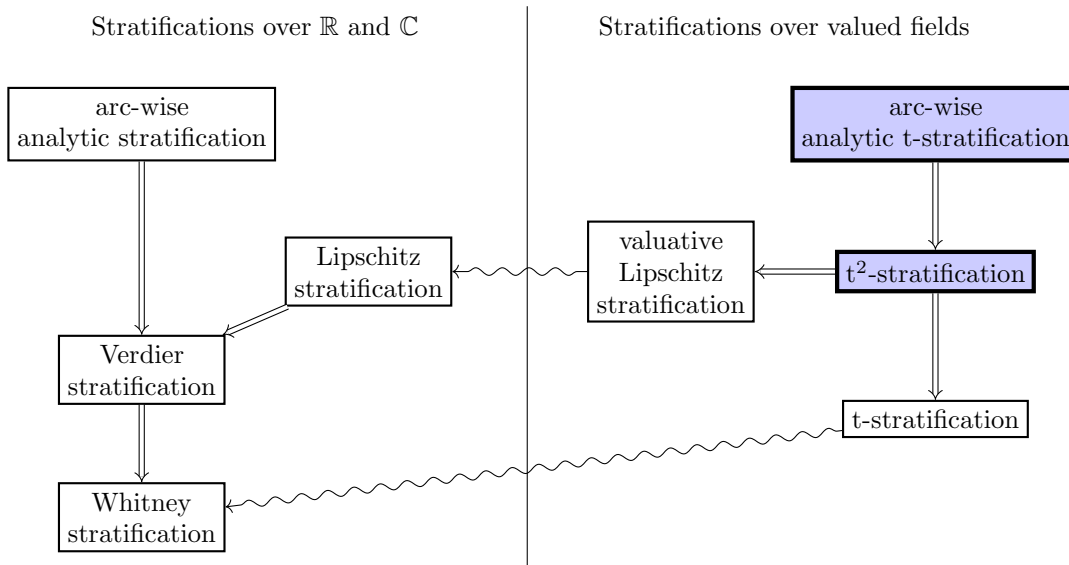 Stratifications over ℝ and ℂ
Stratifications over valued fields
arc-wise
analytic stratification
arc-wise
analytic t-stratification
Lipschitz
stratification
valuative
Lipschitz
stratification
t²-stratification
Verdier
stratification
t-stratification
Whitney
stratification